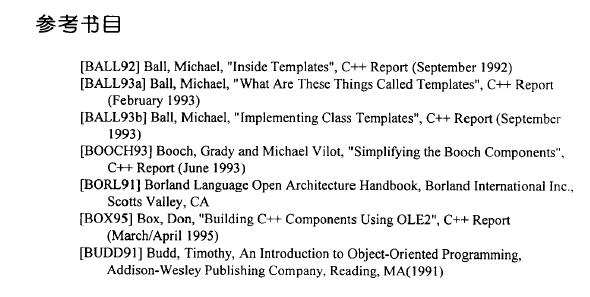 参考书目
[BALL92] Ball, Michael, "Inside Templates", C++ Report (September 1992)
[BALL93a] Ball, Michael, "What Are These Things Called Templates", C++ Report
(February 1993)
[BALL93b] Ball, Michael, "Implementing Class Templates", C++ Report (September
1993)
[BOOCH93] Booch, Grady and Michael Vilot, "Simplifying the Booch Components",
C++ Report (June 1993)
[BORL91] Borland Language Open Architecture Handbook, Borland International Inc.,
Scotts Valley, CA
[BOX95] Box, Don, "Building C++ Components Using OLE2", C++ Report
(March/April 1995)
[BUDD91] Budd, Timothy, An Introduction to Object-Oriented Programming,
Addison-Wesley Publishing Company, Reading, MA(1991)